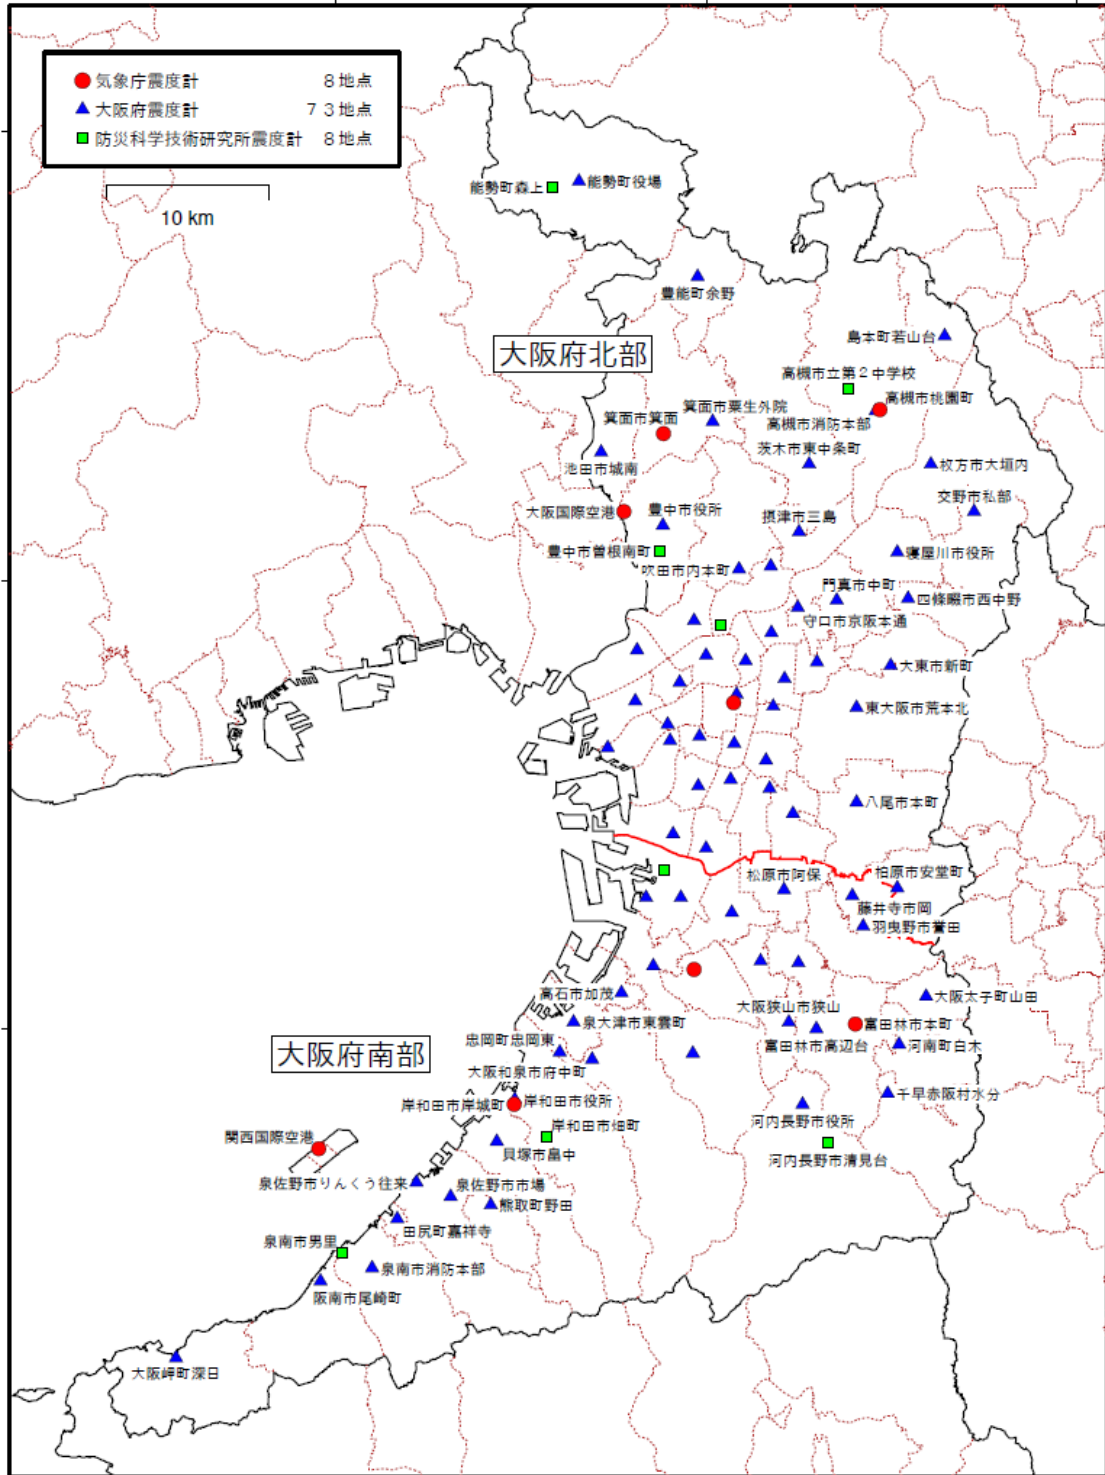 気象庁震度計 8地点
大阪府震度計 73地点
防災科学技術研究所震度計 8地点
10 km
能勢町森上
能勢町役場
豊能町余野
島本町若山台
大阪府北部
高槻市立第2中学校
高槻市桃園町
箕面市粟生外院
箕面市箕面
高槻市消防本部
茨木市東中条町
池田市城南
枚方市大垣内
交野市私部
大阪国際空港
豊中市役所
摂津市三島
豊中市曽根南町
寝屋川市役所
吹田市内本町
門真市中町
四條畷市西中野
守口市京阪本通
大東市新町
東大阪市荒本北
八尾市本町
松原市阿保
柏原市安堂町
藤井寺市岡
羽曳野市誉田
高石市加茂
大阪太子町山田
大阪狭山市狭山
泉大津市東雲町
富田林市本町
忠岡町忠岡東
富田林市高辺台
河南町白木
大阪府南部
大阪和泉市府中町
千早赤阪村水分
岸和田市岸城町
岸和田市役所
河内長野市役所
岸和田市畑町
関西国際空港
貝塚市畠中
河内長野市清見台
泉佐野市りんくう往来
泉佐野市市場
熊取町野田
田尻町嘉祥寺
泉南市男里
泉南市消防本部
阪南市尾崎町
大阪岬町深日